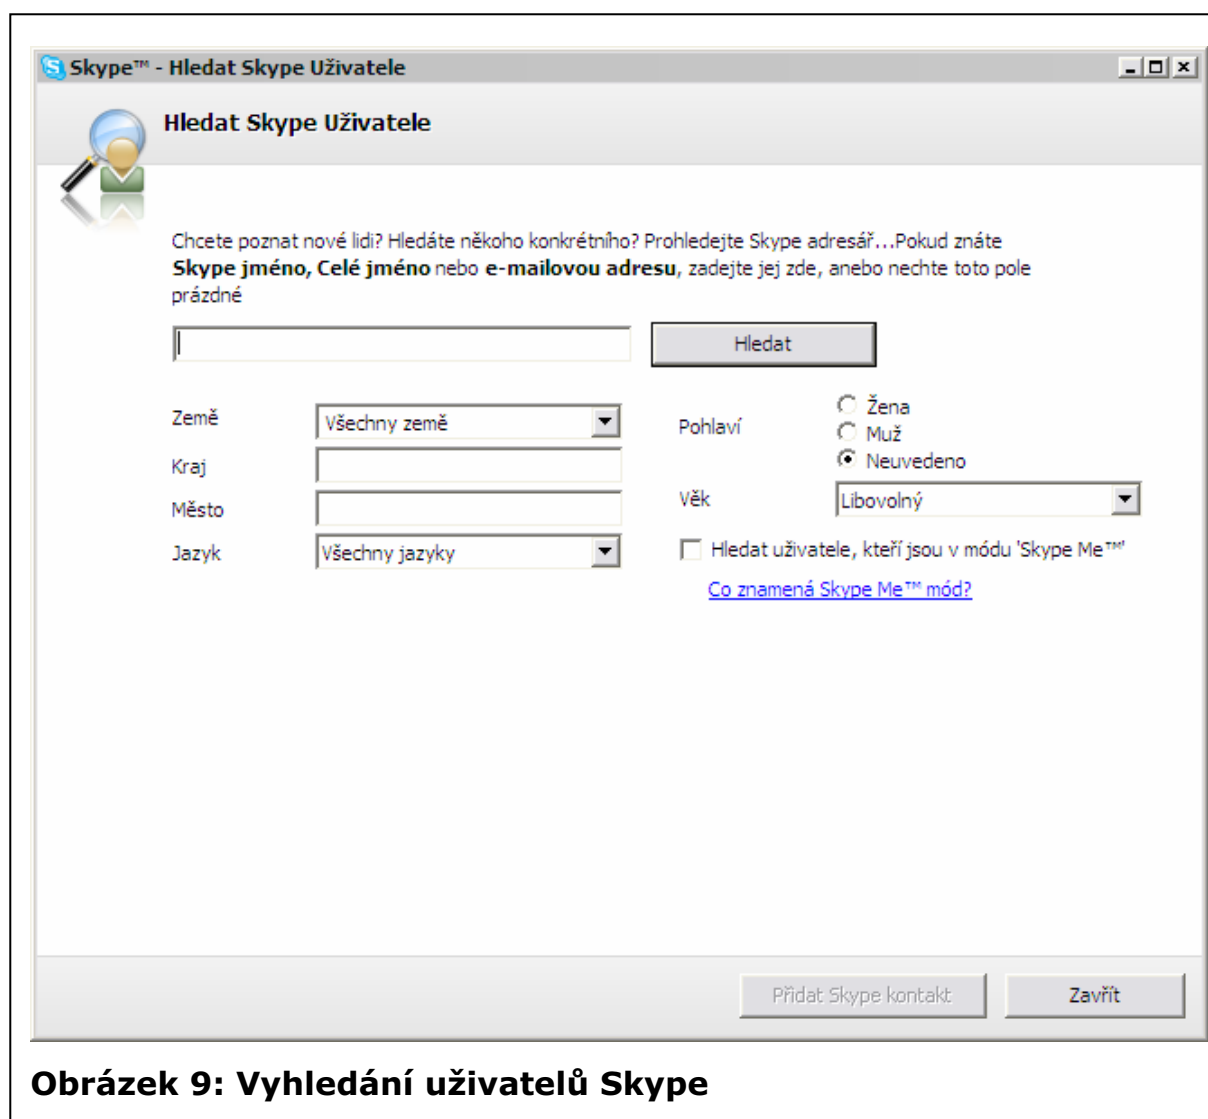 Skype™ - Hledat Skype Uživatele
Hledat Skype Uživatele
Chcete poznat nové lidi? Hledáte někoho konkrétního? Prohledejte Skype adresář...Pokud znáte
Skype jméno, Celé jméno nebo e-mailovou adresu, zadejte jej zde, anebo nechte toto pole
prázdné
Hledat
Země
Všechny země
Kraj
Město
Jazyk
Všechny jazyky
Pohlaví
Žena
Muž
Neuvedeno
Věk
Libovolný
Hledat uživatele, kteří jsou v módu 'Skype Me™'
Co znamená Skype Me™ mód?
Přidat Skype kontakt
Zavřít
Obrázek 9: Vyhledání uživatelů Skype